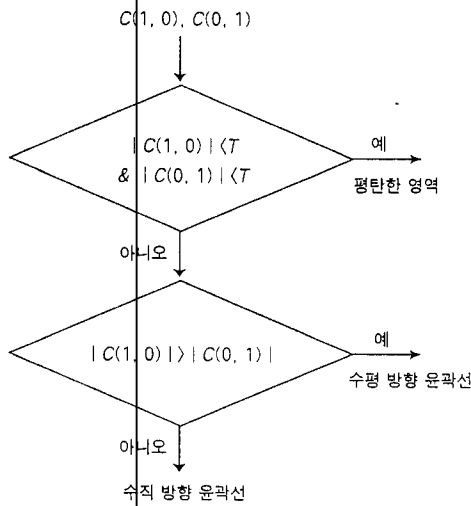 C(1, 0), C(0, 1)
| C(1, 0) | <T
& | C(0, 1) | <T
예
평탄한 영역
아니오
| C(1, 0) | > | C(0, 1) |
예
수평 방향 윤곽선
아니오
수직 방향 윤곽선